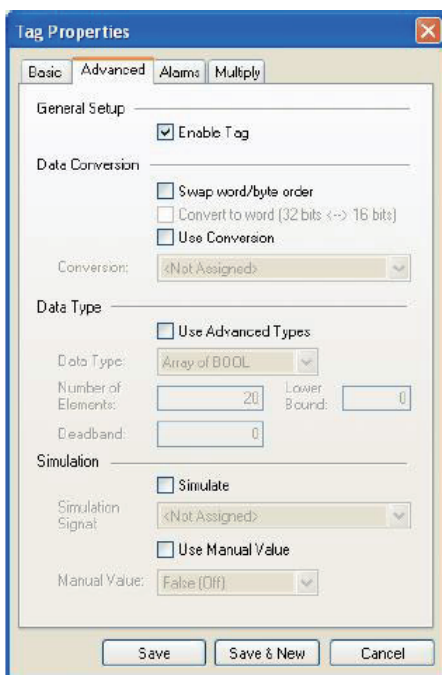 Tag Properties
Basic Advanced Alarms Multiply
General Setup
Enable Tag
Data Conversion
Swap word/byte order
Convert to word (32 bits <--> 16 bits)
Use Conversion
Conversion: <Not Assigned>
Data Type
Use Advanced Types
Data Type: Array of BOOL
Number of Elements: 20 Lower Bound: 0
Deadband: 0
Simulation
Simulate
Simulation Signal: <Not Assigned>
Use Manual Value
Manual Value: False (Off)
Save Save & New Cancel